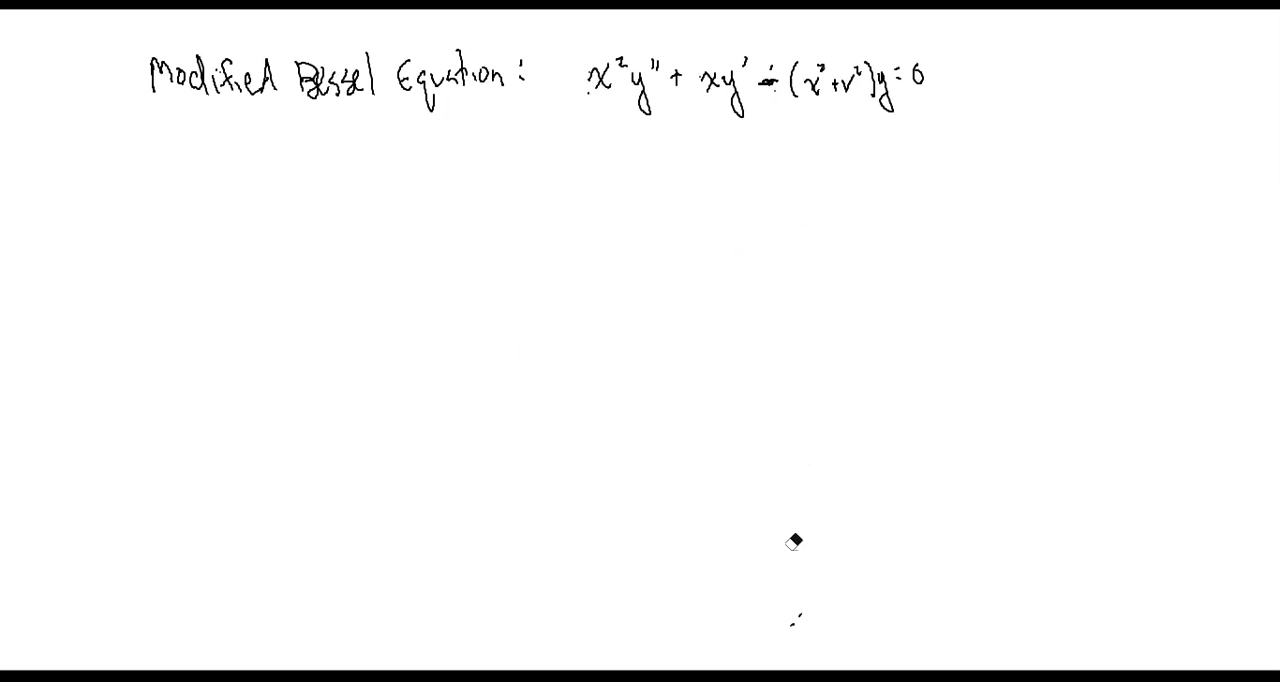 Modified Bessel Equation: x²y'' + xy' - (x²+v²)y = 0